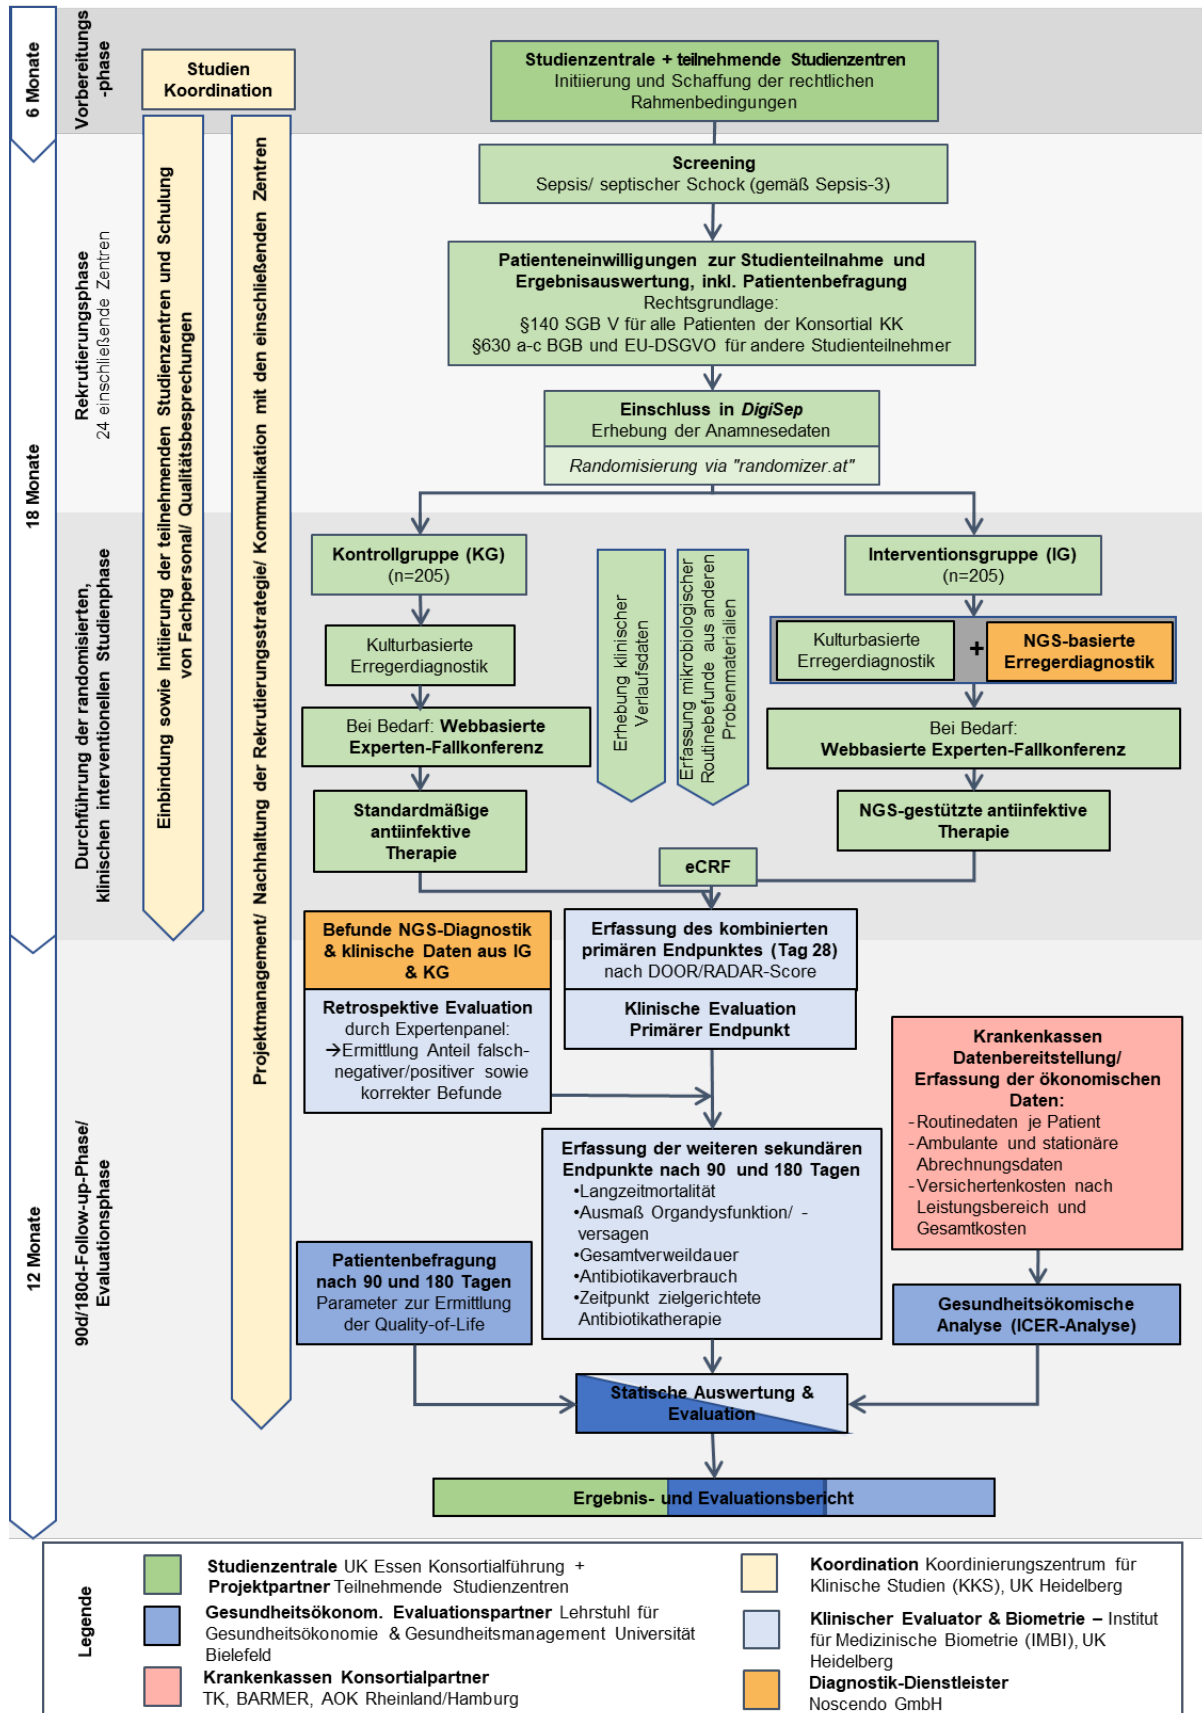 6 Monate
Vorbereitungs
-phase
Studien
Koordination
Studienzentrale + teilnehmende Studienzentren
Initiierung und Schaffung der rechtlichen
Rahmenbedingungen
18 Monate
Rekrutierungsphase
24 einschließende Zentren
Einbindung sowie Initiierung der teilnehmenden Studienzentren und Schulung
von Fachpersonal/ Qualitätsbesprechungen
Projektmanagement/ Nachhaltung der Rekrutierungsstrategie/ Kommunikation mit den einschließenden Zentren
Screening
Sepsis/ septischer Schock (gemäß Sepsis-3)
Patienteneinwilligungen zur Studienteilnahme und
Ergebnisauswertung, inkl. Patientenbefragung
Rechtsgrundlage:
§140 SGB V für alle Patienten der Konsortial KK
§630 a-c BGB und EU-DSGVO für andere Studienteilnehmer
Einschluss in DigiSep
Erhebung der Anamnesedaten
Randomisierung via "randomizer.at"
Durchführung der randomisierten,
klinischen interventionellen Studienphase
Kontrollgruppe (KG)
(n=205)
Kulturbasierte
Erregerdiagnostik
Bei Bedarf: Webbasierte
Experten-Fallkonferenz
Standardmäßige
antiinfektive
Therapie
Erhebung klinischer
Verlaufsdaten
Erfassung mikrobiologischer
Routinebefunde aus anderen
Probenmaterialien
Interventionsgruppe (IG)
(n=205)
Kulturbasierte
Erregerdiagnostik
+
NGS-basierte
Erregerdiagnostik
Bei Bedarf:
Webbasierte Experten-Fallkonferenz
NGS-gestützte antiinfektive
Therapie
eCRF
12 Monate
90d/180d-Follow-up-Phase/
Evaluationsphase
Befunde NGS-Diagnostik
& klinische Daten aus IG
& KG
Retrospektive Evaluation
durch Expertenpanel:
→Ermittlung Anteil falsch-
negativer/positiver sowie
korrekter Befunde
Erfassung des kombinierten
primären Endpunktes (Tag 28)
nach DOOR/RADAR-Score
Klinische Evaluation
Primärer Endpunkt
Krankenkassen
Datenbereitstellung/
Erfassung der ökonomischen
Daten:
-Routinedaten je Patient
-Ambulante und stationäre
Abrechnungsdaten
-Versichertenkosten nach
Leistungsbereich und
Gesamtkosten
Erfassung der weiteren sekundären
Endpunkte nach 90 und 180 Tagen
•Langzeitmortalität
•Ausmaß Organdysfunktion/ -
versagen
•Gesamtverweildauer
•Antibiotikaverbrauch
•Zeitpunkt zielgerichtete
Antibiotikatherapie
Patientenbefragung
nach 90 und 180 Tagen
Parameter zur Ermittlung
der Quality-of-Life
Gesundheitsökomische
Analyse (ICER-Analyse)
Statische Auswertung &
Evaluation
Ergebnis- und Evaluationsbericht
Legende
Studienzentrale UK Essen Konsortialführung +
Projektpartner Teilnehmende Studienzentren
Gesundheitsökonom. Evaluationspartner Lehrstuhl für
Gesundheitsökonomie & Gesundheitsmanagement Universität
Bielefeld
Krankenkassen Konsortialpartner
TK, BARMER, AOK Rheinland/Hamburg
Koordination Koordinierungszentrum für
Klinische Studien (KKS), UK Heidelberg
Klinischer Evaluator & Biometrie – Institut
für Medizinische Biometrie (IMBI), UK
Heidelberg
Diagnostik-Dienstleister
Noscendo GmbH